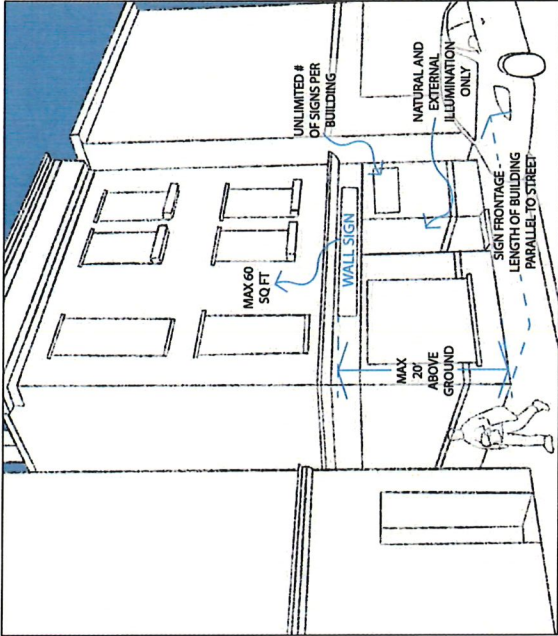 UNLIMITED #
OF SIGNS PER
BUILDING
NATURAL AND
EXTERNAL
ILLUMINATION
ONLY
MAX 60
SQ FT
WALL SIGN
MAX
20'
ABOVE
GROUND
SIGN FRONTAGE -
LENGTH OF BUILDING
PARALLEL TO STREET